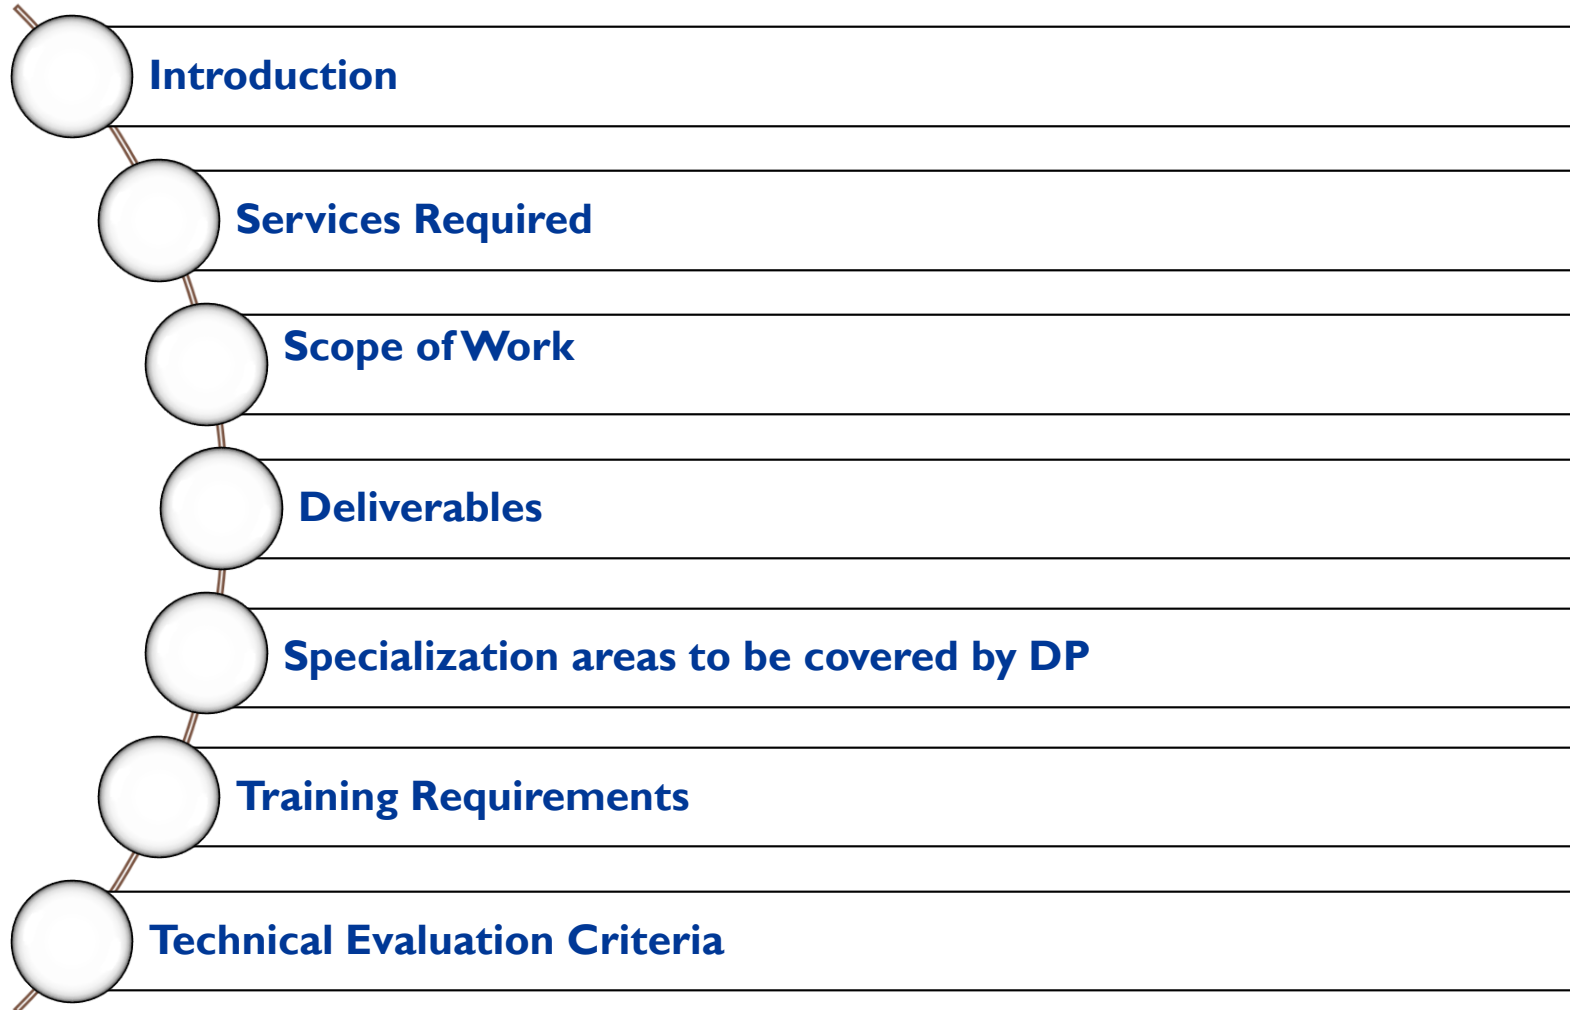 Introduction
Services Required
Scope of Work
Deliverables
Specialization areas to be covered by DP
Training Requirements
Technical Evaluation Criteria